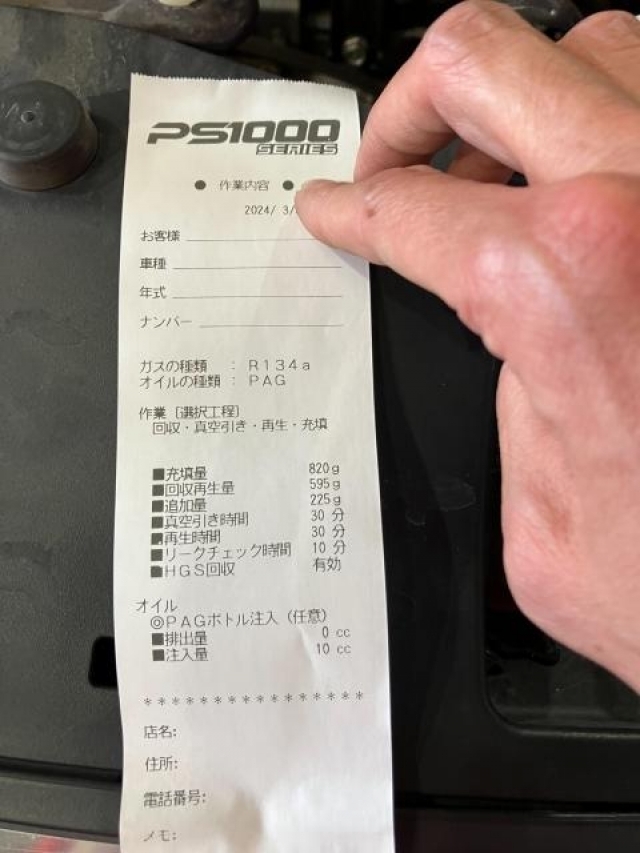 PS1000
SERIES
● 作業内容 ●
2024/ 3/
お客様
車種
年式
ナンバー
ガスの種類 : R134a
オイルの種類 : PAG
作業 [選択工程]
回収・真空引き・再生・充填
■充填量 820g
■回収再生量 595g
■追加量 225g
■真空引き時間 30 分
■再生時間 30 分
■リークチェック時間 10 分
■HGS回収 有効
オイル
◎PAGボトル注入 (任意)
■排出量 0 cc
■注入量 10 cc
****************
店名:
住所:
電話番号:
メモ: